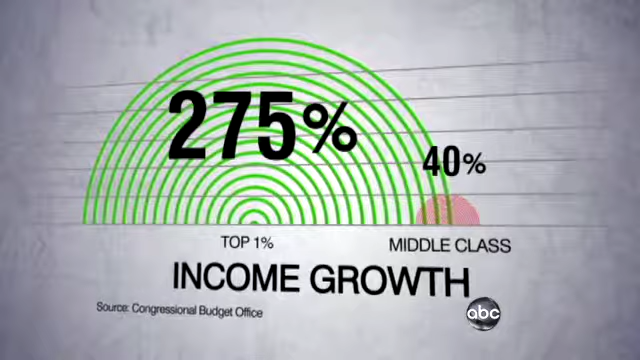 275%
40%
TOP 1%
MIDDLE CLASS
INCOME GROWTH
Source: Congressional Budget Office
abc